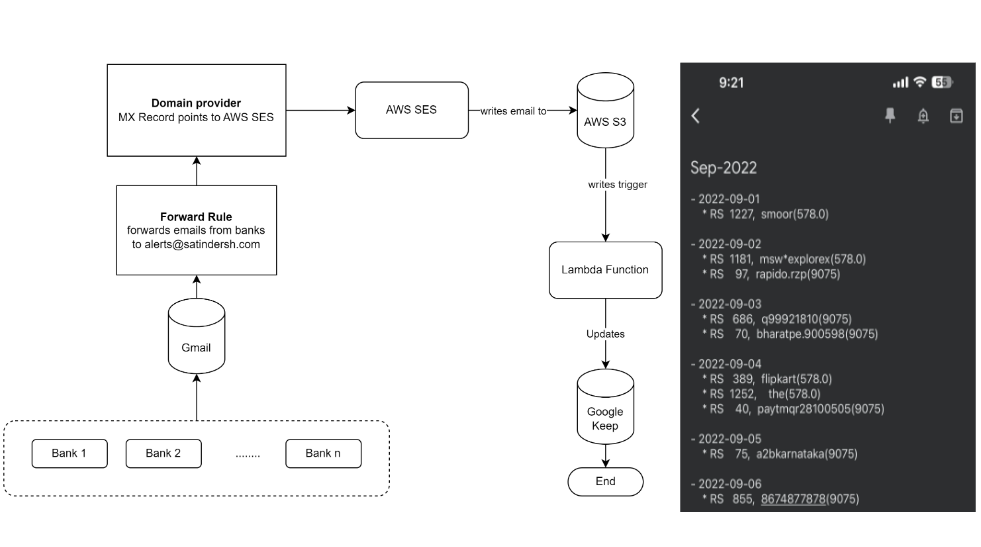 Domain provider
MX Record points to AWS SES
AWS SES
writes email to
AWS S3
writes trigger
Forward Rule
forwards emails from banks
to alerts@satindersh.com
Lambda Function
Gmail
Updates
Google
Keep
Bank 1
Bank 2
........
Bank n
End
9:21
55
Sep-2022
- 2022-09-01
* RS 1227, smoor(578.0)
- 2022-09-02
* RS 1181, msw*explorex(578.0)
* RS 97, rapido.rzp(9075)
- 2022-09-03
* RS 686, q99921810(9075)
* RS 70, bharatpe.900598(9075)
- 2022-09-04
* RS 389, flipkart(578.0)
* RS 1252, the(578.0)
* RS 40, paytmqr28100505(9075)
- 2022-09-05
* RS 75, a2bkarnataka(9075)
- 2022-09-06
* RS 855, 8674877878(9075)